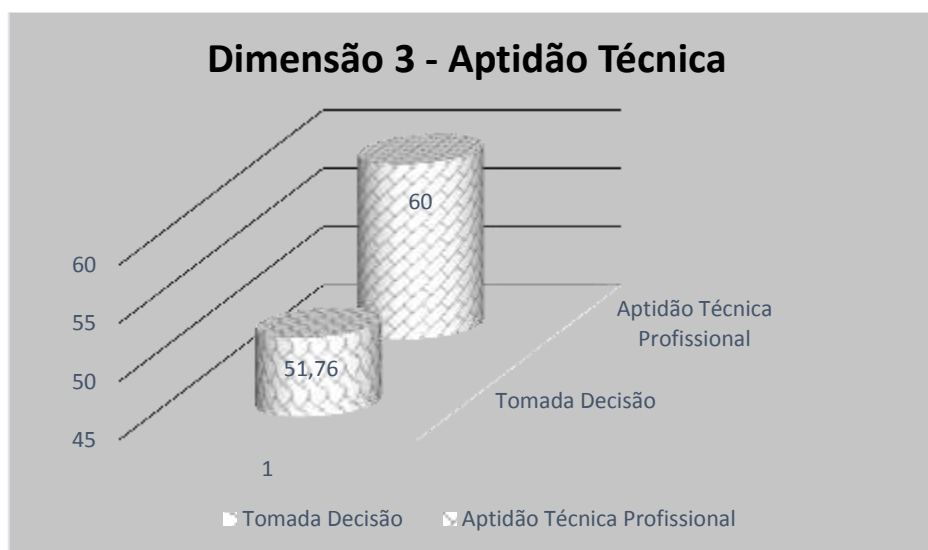 Dimensão 3 - Aptidão Técnica
60
60
55
50
45
51,76
Aptidão Técnica
Profissional
Tomada Decisão
1
Tomada Decisão
Aptidão Técnica Profissional